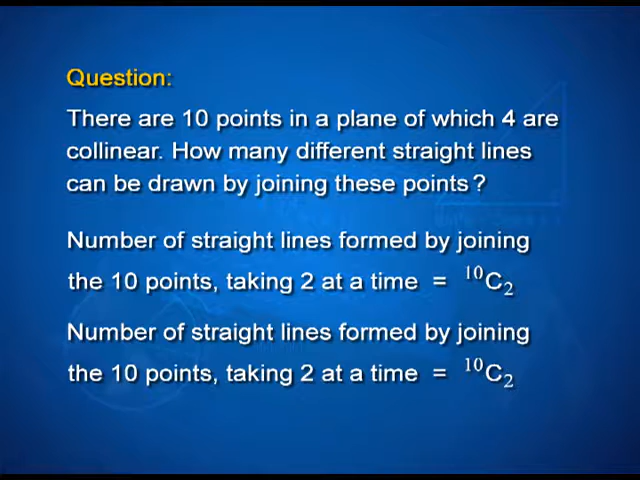 Question:
There are 10 points in a plane of which 4 are
collinear. How many different straight lines
can be drawn by joining these points ?
Number of straight lines formed by joining
the 10 points, taking 2 at a time = ¹⁰C₂
Number of straight lines formed by joining
the 10 points, taking 2 at a time = ¹⁰C₂